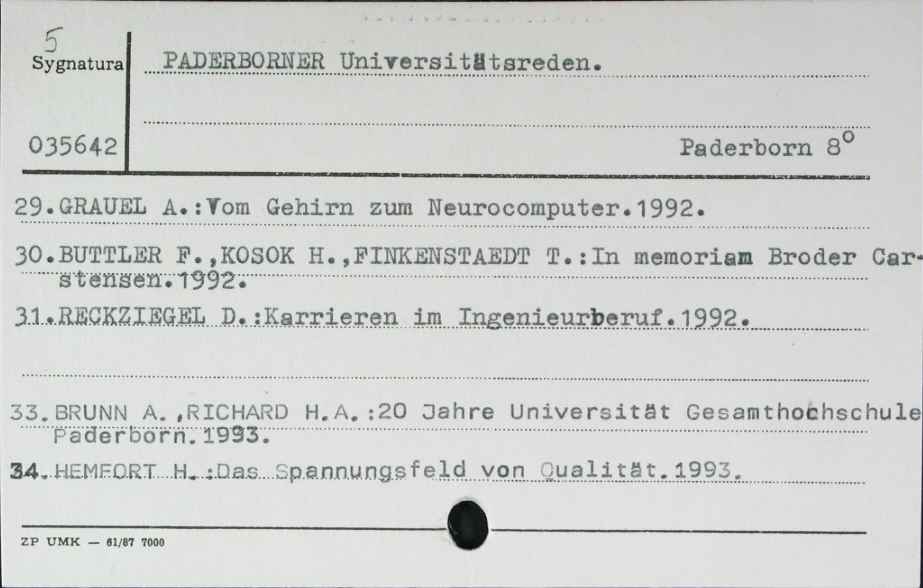 5
Sygnatura
PADERBORNER Universitätsreden.
035642
Paderborn 8⁰
29.GRAUEL A.:Vom Gehirn zum Neurocomputer.1992.
30.BUTTLER F.,KOSOK H.,FINKENSTAEDT T.:In memoriam Broder Car-
stensen.1992.
31.RECKZIEGEL D.:Karrieren im Ingenieurberuf.1992.
33.BRUNN A.,RICHARD H.A.:20 Jahre Universität Gesamthochschule
Paderborn.1993.
34.HEMFORT H.:Das Spannungsfeld von Qualität.1993.
ZP UMK — 61/87 7000